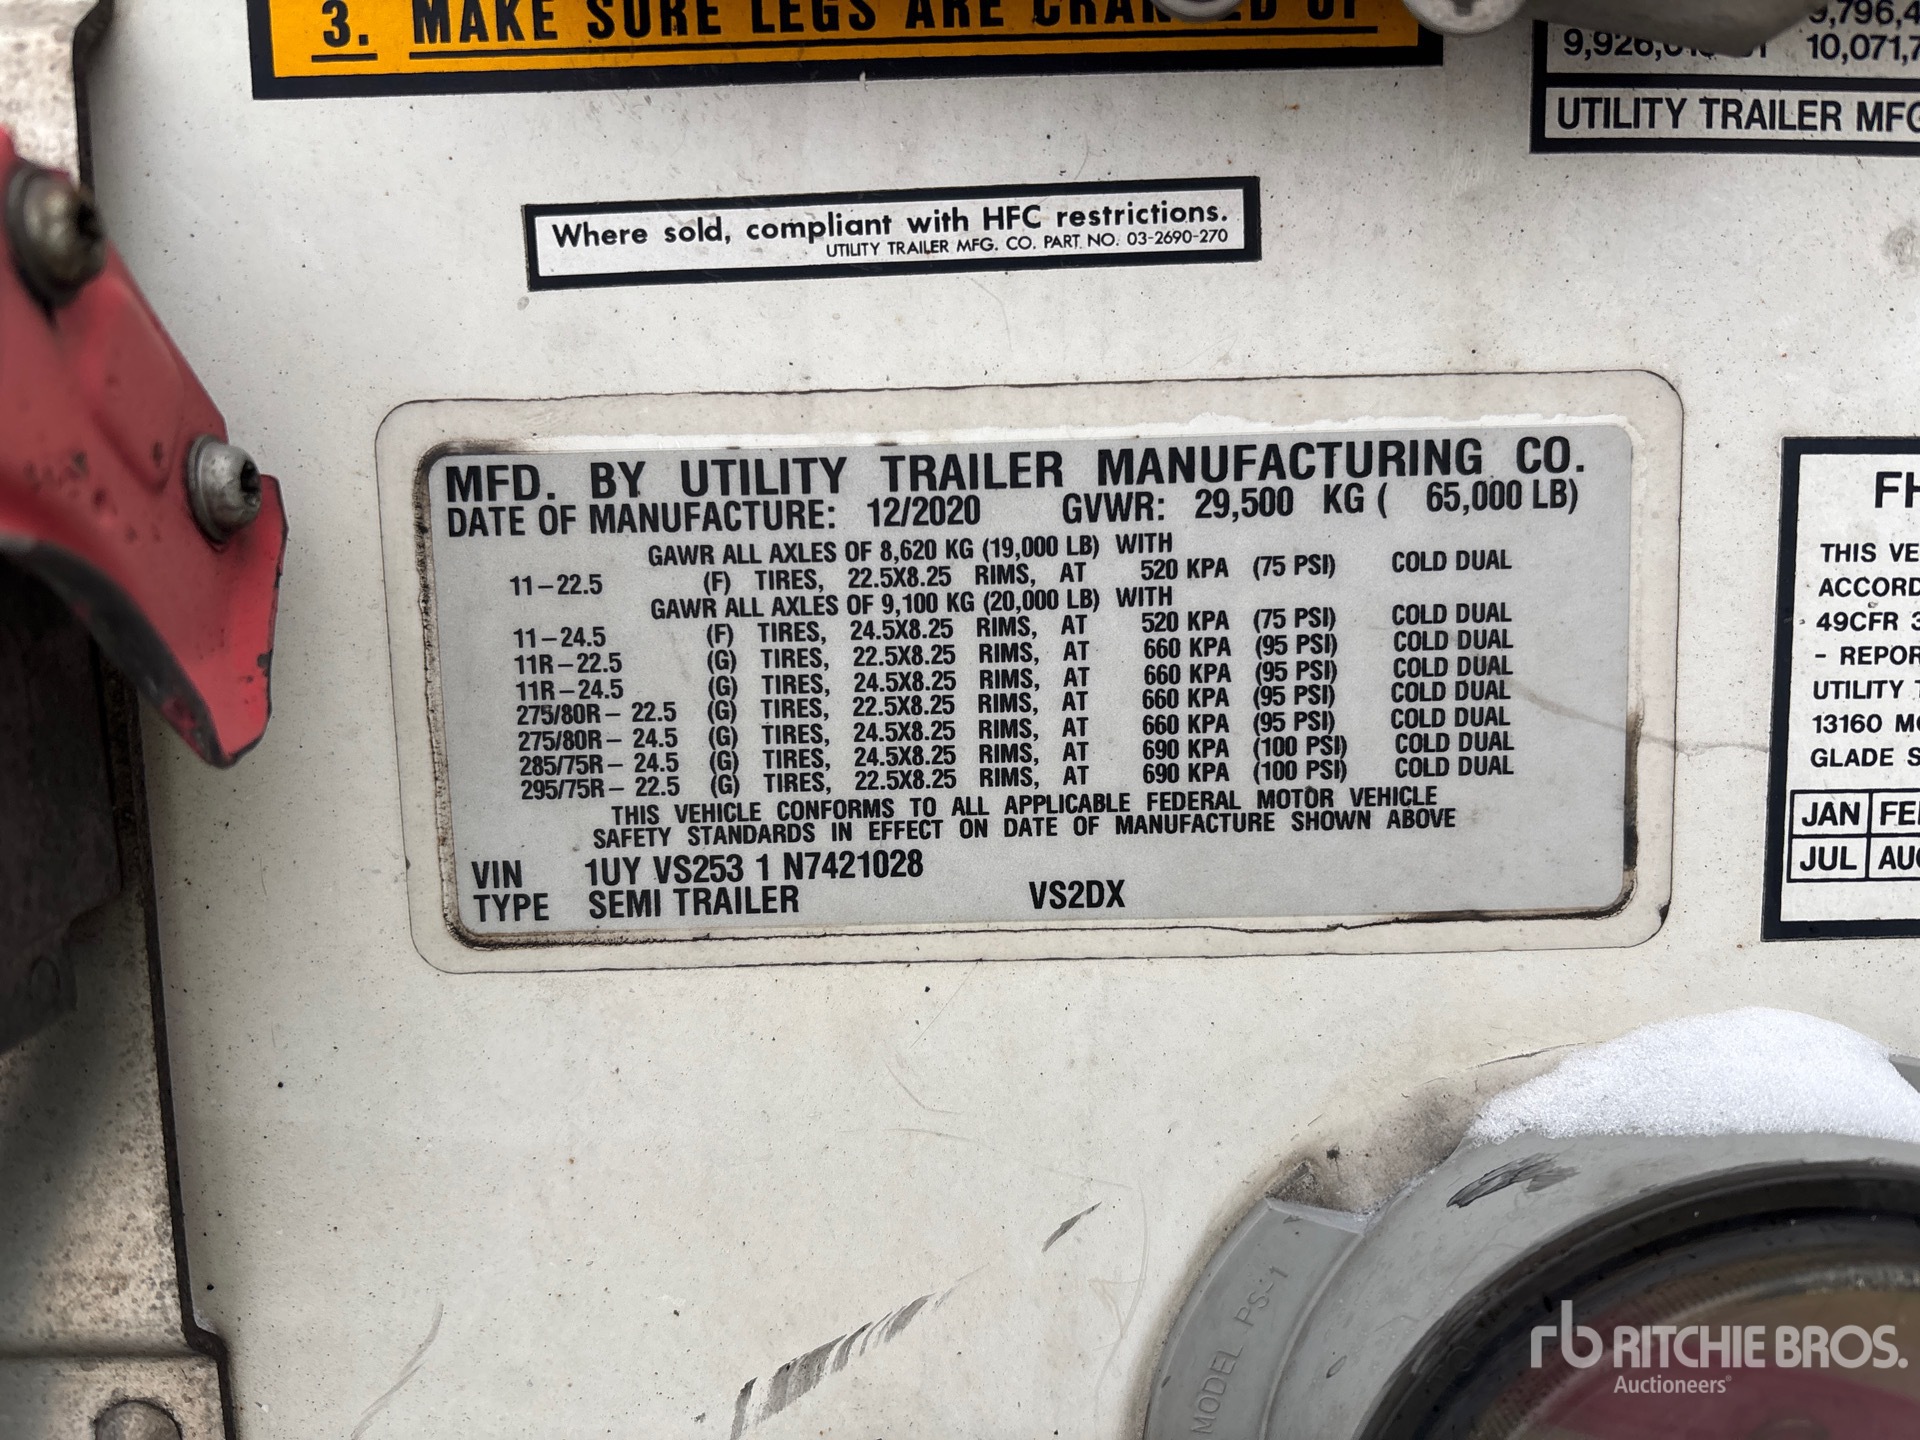 3. MAKE SURE LEGS ARE UP
10,071,7
UTILITY TRAILER MFG
Where sold, compliant with HFC restrictions.
UTILITY TRAILER MFG. CO. PART NO. 03-2690-270
MFD. BY UTILITY TRAILER MANUFACTURING CO.
DATE OF MANUFACTURE: 12/2020 GVWR: 29,500 KG ( 65,000 LB)
GAWR ALL AXLES OF 8,620 KG (19,000 LB) WITH
11-22.5 (F) TIRES, 22.5X8.25 RIMS, AT 520 KPA (75 PSI) COLD DUAL
GAWR ALL AXLES OF 9,100 KG (20,000 LB) WITH
11-24.5 (F) TIRES, 24.5X8.25 RIMS, AT 520 KPA (75 PSI) COLD DUAL
11R-22.5 (G) TIRES, 22.5X8.25 RIMS, AT 660 KPA (95 PSI) COLD DUAL
11R-24.5 (G) TIRES, 24.5X8.25 RIMS, AT 660 KPA (95 PSI) COLD DUAL
275/80R-22.5 (G) TIRES, 22.5X8.25 RIMS, AT 660 KPA (95 PSI) COLD DUAL
275/80R-24.5 (G) TIRES, 24.5X8.25 RIMS, AT 660 KPA (95 PSI) COLD DUAL
285/75R-24.5 (G) TIRES, 24.5X8.25 RIMS, AT 690 KPA (100 PSI) COLD DUAL
295/75R-22.5 (G) TIRES, 22.5X8.25 RIMS, AT 690 KPA (100 PSI) COLD DUAL
THIS VEHICLE CONFORMS TO ALL APPLICABLE FEDERAL MOTOR VEHICLE
SAFETY STANDARDS IN EFFECT ON DATE OF MANUFACTURE SHOWN ABOVE
VIN 1UY VS253 1 N7421028
TYPE SEMI TRAILER VS2DX
FH
THIS VE
ACCORD
49CFR 3
- REPOR
UTILITY
13160 M
GLADE S
JAN FE
JUL AU
MODEL PS-1
rb RITCHIE BROS.
Auctioneers